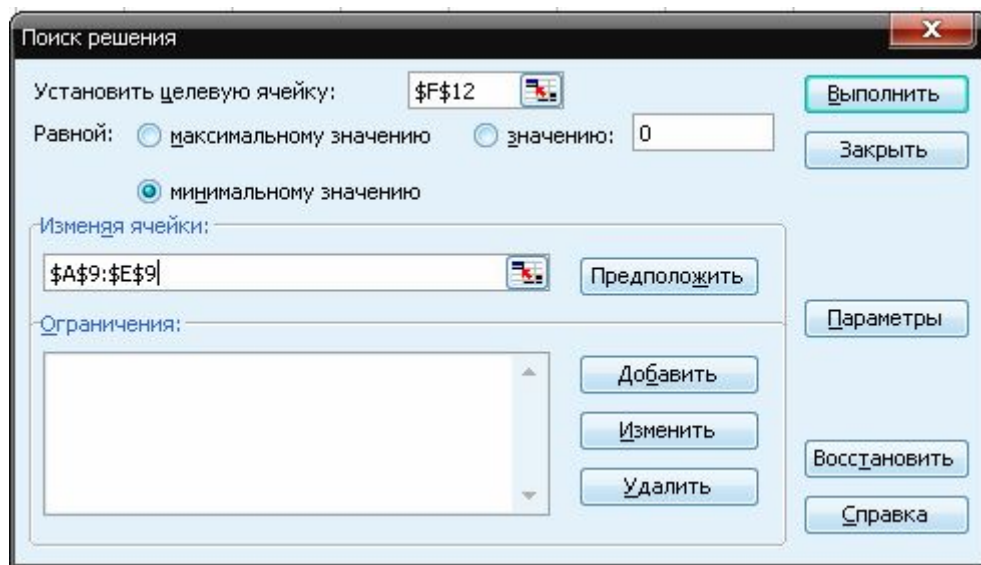 Поиск решения
Установить целевую ячейку: $F$12 Выполнить
Равной: максимальному значению значению: 0 Закрыть
минимальному значению
Изменяя ячейки:
$A$9:$E$9 Предположить
Ограничения: Параметры
Добавить
Изменить
Восстановить
Удалить
Справка